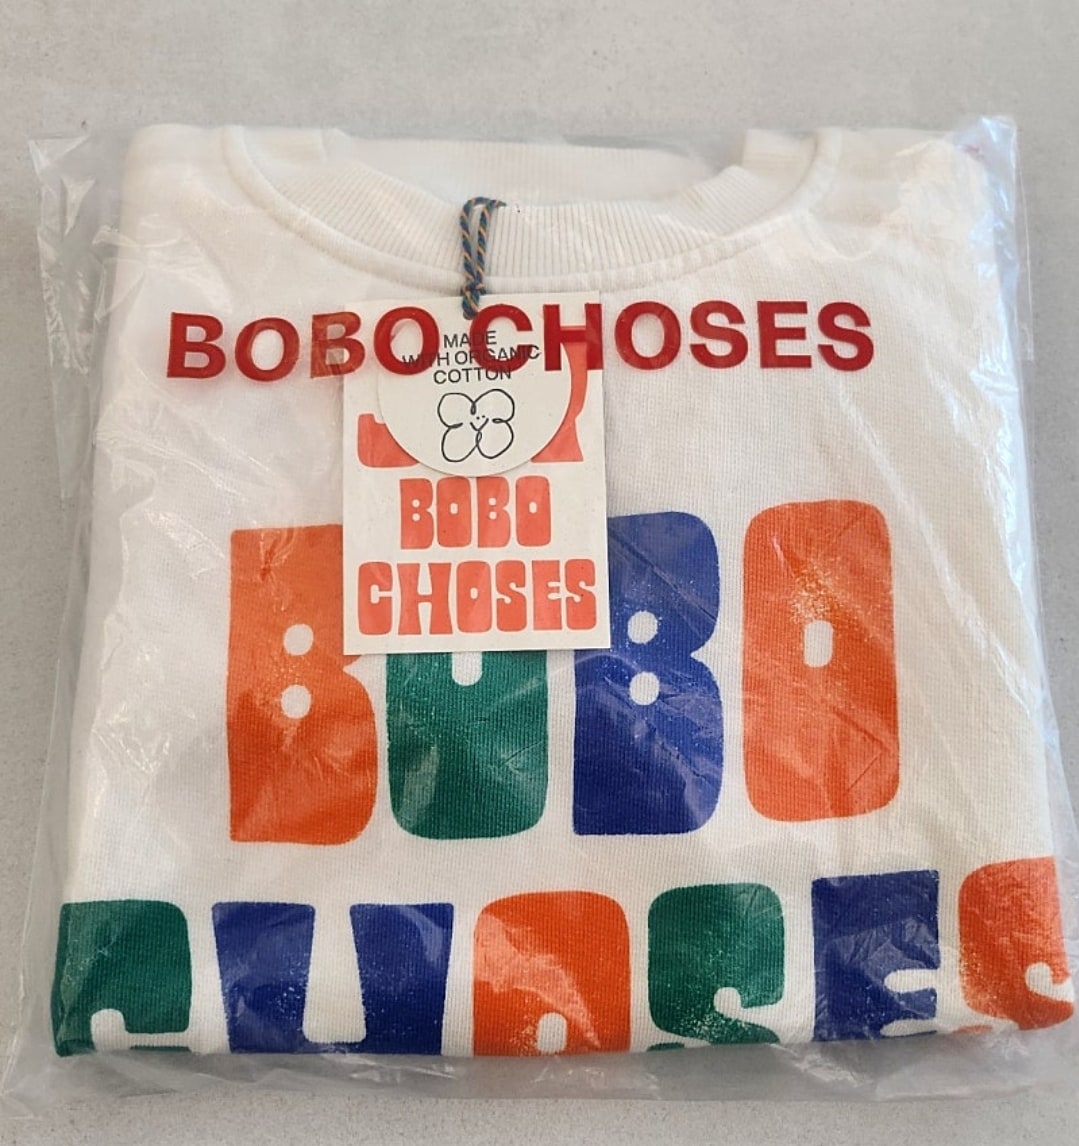 BOBO CHOSES
MADE
WITH ORGANIC
COTTON
BOBO
CHOSES
BOBO
CHOSES